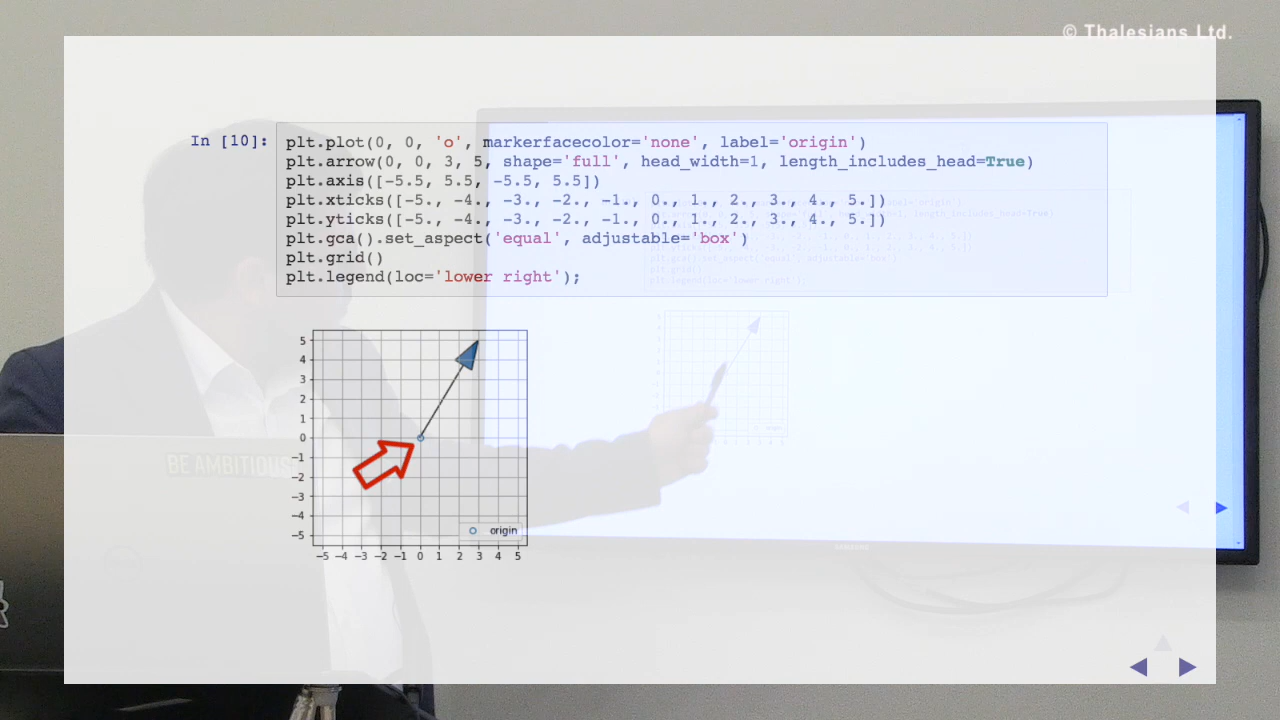 © Thalesians Ltd.
In [10]:
plt.plot(0, 0, 'o', markerfacecolor='none', label='origin')
plt.arrow(0, 0, 3, 5, shape='full', head_width=1, length_includes_head=True)
plt.axis([-5.5, 5.5, -5.5, 5.5])
plt.xticks([-5., -4., -3., -2., -1., 0., 1., 2., 3., 4., 5.])
plt.yticks([-5., -4., -3., -2., -1., 0., 1., 2., 3., 4., 5.])
plt.gca().set_aspect('equal', adjustable='box')
plt.grid()
plt.legend(loc='lower right');
5
4
3
2
1
0
−1
−2
−3
−4
−5
origin
−5 −4 −3 −2 −1 0 1 2 3 4 5
BE AMBITIOUS